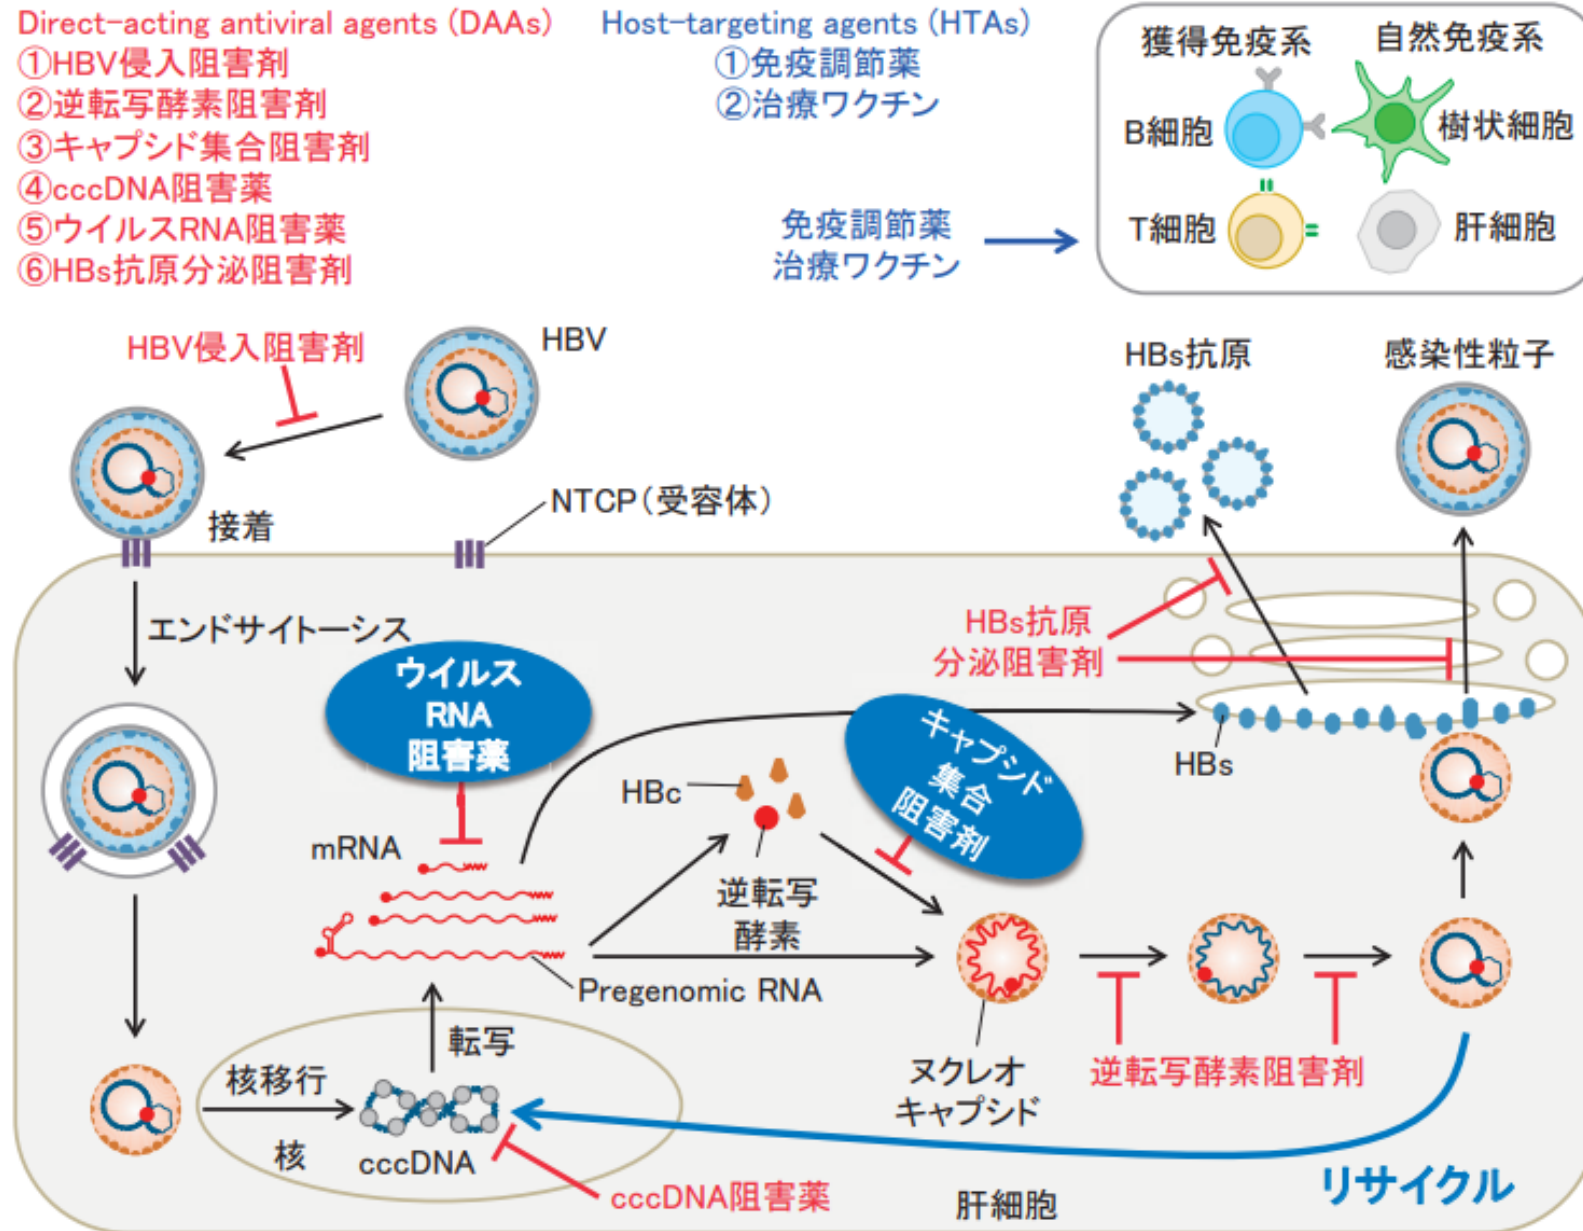 Direct-acting antiviral agents (DAAs)
①HBV侵入阻害剤
②逆転写酵素阻害剤
③キャプシド集合阻害剤
④cccDNA阻害薬
⑤ウイルスRNA阻害薬
⑥HBs抗原分泌阻害剤
Host-targeting agents (HTAs)
①免疫調節薬
②治療ワクチン
免疫調節薬
治療ワクチン
獲得免疫系
自然免疫系
B細胞
樹状細胞
T細胞
肝細胞
HBV侵入阻害剤
HBV
HBs抗原
感染性粒子
接着
NTCP(受容体)
エンドサイトーシス
HBs抗原
分泌阻害剤
ウイルス
RNA
阻害薬
キャプシド
集合
阻害剤
HBs
HBc
mRNA
逆転写
酵素
Pregenomic RNA
転写
ヌクレオ
キャプシド
逆転写酵素阻害剤
核移行
核
cccDNA
cccDNA阻害薬
肝細胞
リサイクル